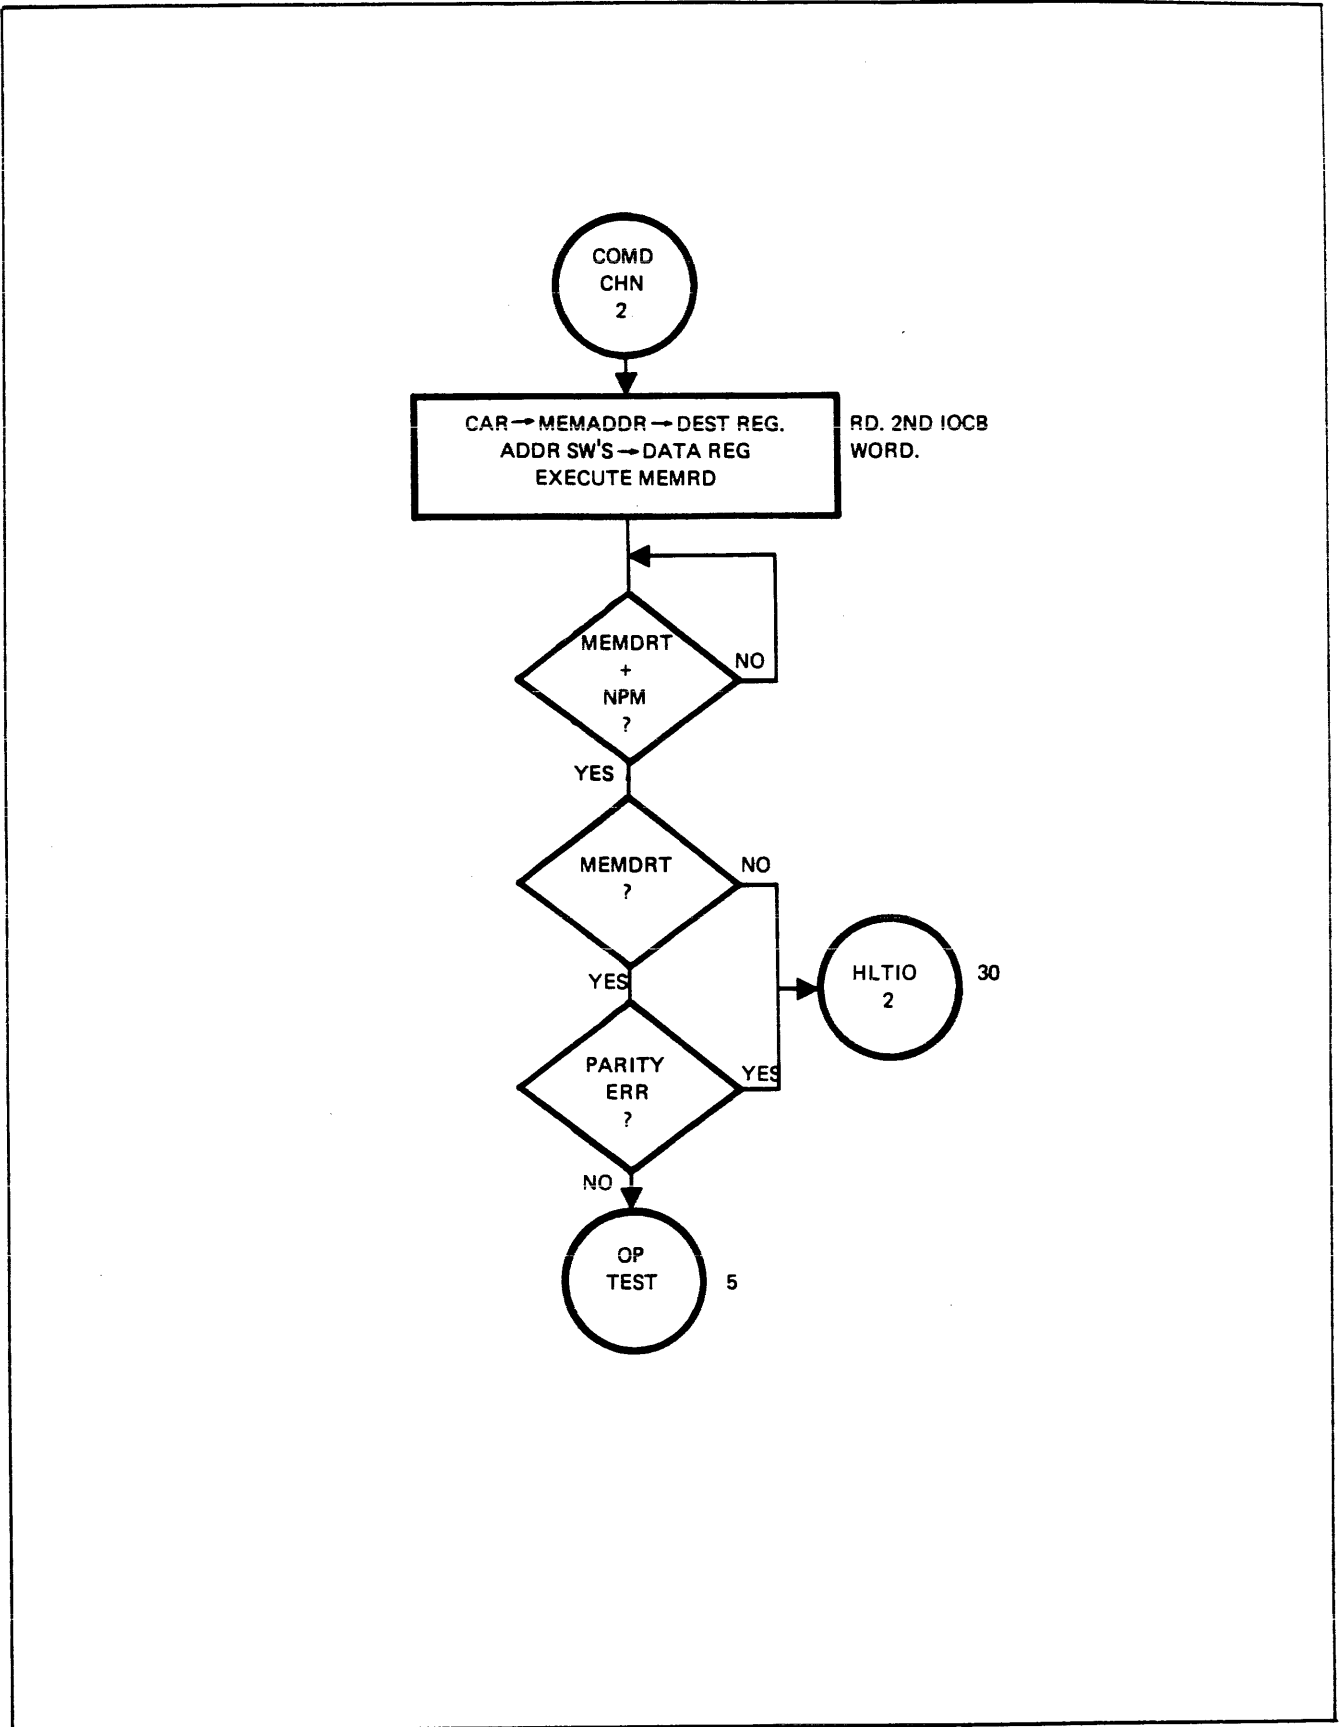 COMD
CHN
2
CAR→MEMADDR→DEST REG.
ADDR SW'S→DATA REG
EXECUTE MEMRD
RD. 2ND IOCB
WORD.
MEMDRT
+
NPM
?
NO
YES
MEMDRT
?
NO
YES
HLTIO
2
30
PARITY
ERR
?
YES
NO
OP
TEST
5